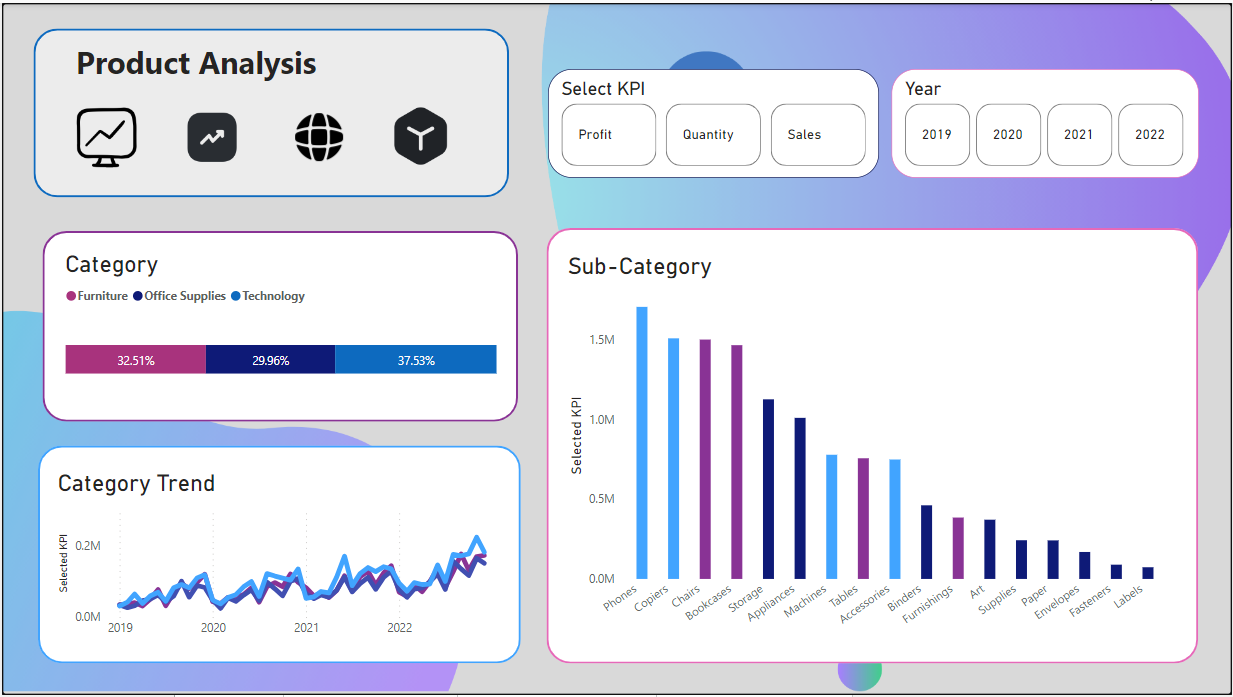 Product Analysis
Select KPI
Profit Quantity Sales
Year
2019 2020 2021 2022
Category
Furniture Office Supplies Technology
32.51% 29.96% 37.53%
Category Trend
Selected KPI
0.2M
0.0M
2019 2020 2021 2022
Sub-Category
Selected KPI
1.5M
1.0M
0.5M
0.0M
Phones Copiers Chairs Bookcases Storage Appliances Machines Tables Accessories Binders Furnishings Art Supplies Paper Envelopes Fasteners Labels